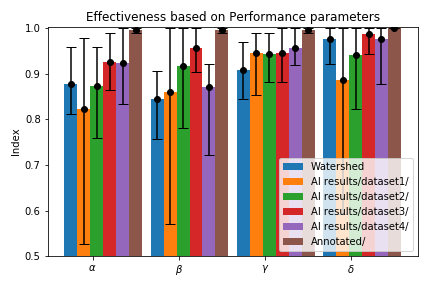 Effectiveness based on Performance parameters
1.0
0.9
0.8
0.7
0.6
0.5
Index
Watershed
AI results/dataset1/
AI results/dataset2/
AI results/dataset3/
AI results/dataset4/
Annotated/
α
β
γ
δ